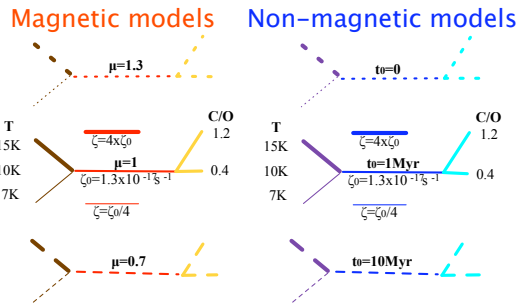 Magnetic models
Non-magnetic models
μ=1.3
t₀=0
T
C/O
T
C/O
15K
ζ=4xζ₀
1.2
15K
ζ=4xζ₀
1.2
10K
μ=1
0.4
10K
t₀=1Myr
0.4
ζ₀=1.3x10⁻¹⁷s⁻¹
ζ₀=1.3x10⁻¹⁷s⁻¹
7K
ζ=ζ₀/4
7K
ζ=ζ₀/4
μ=0.7
t₀=10Myr